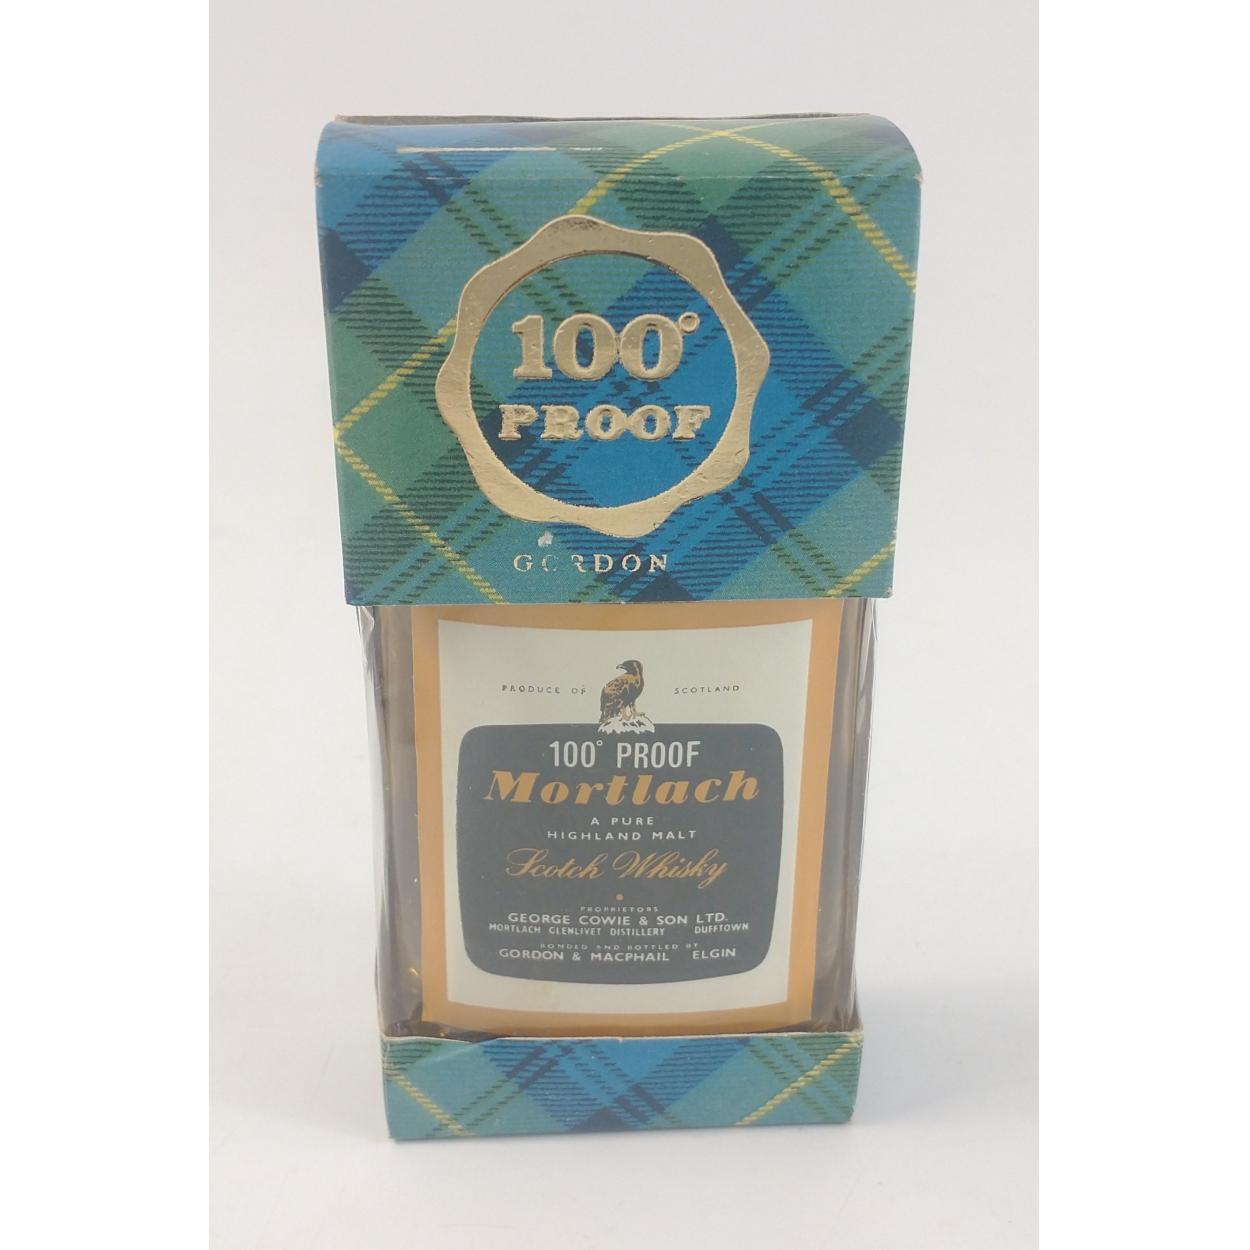 100°
PROOF
GORDON
PRODUCE OF SCOTLAND
100° PROOF
Mortlach
A PURE
HIGHLAND MALT
Scotch Whisky
PROPRIETORS
GEORGE COWIE & SON LTD.
MORTLACH GLENLIVET DISTILLERY DUFFTOWN
BONDED AND BOTTLED BY
GORDON & MACPHAIL ELGIN